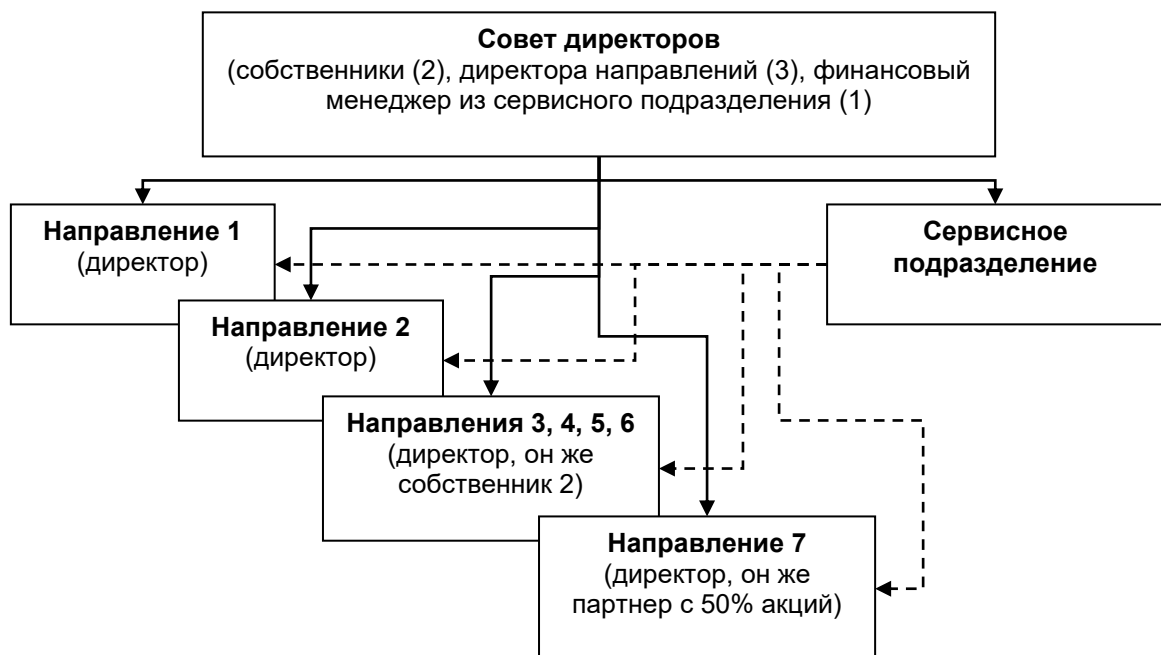 Совет директоров
(собственники (2), директора направлений (3), финансовый
менеджер из сервисного подразделения (1)
Направление 1
(директор)
Сервисное
подразделение
Направление 2
(директор)
Направления 3, 4, 5, 6
(директор, он же
собственник 2)
Направление 7
(директор, он же
партнер с 50% акций)